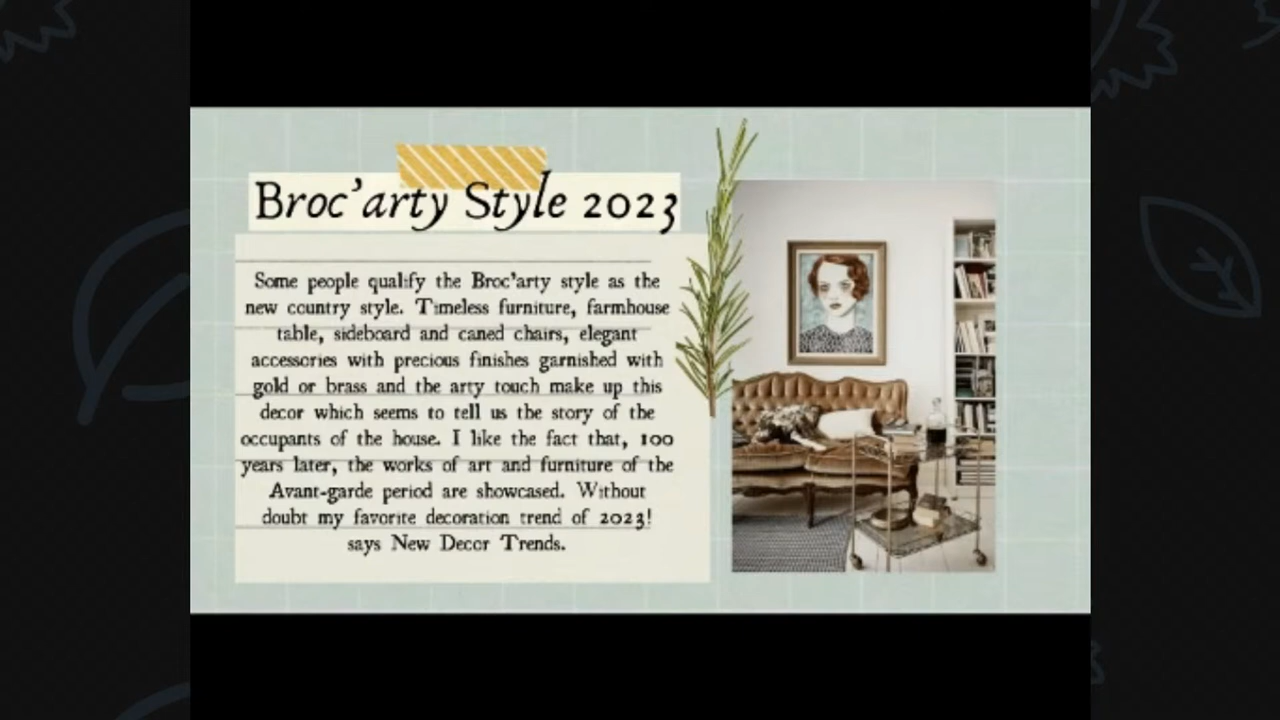 Broc'arty Style 2023
Some people qualify the Broc'arty style as the
new country style. Timeless furniture, farmhouse
table, sideboard and caned chairs, elegant
accessories with precious finishes garnished with
gold or brass and the arty touch make up this
decor which seems to tell us the story of the
occupants of the house. I like the fact that, 100
years later, the works of art and furniture of the
Avant-garde period are showcased. Without
doubt my favorite decoration trend of 2023!
says New Decor Trends.